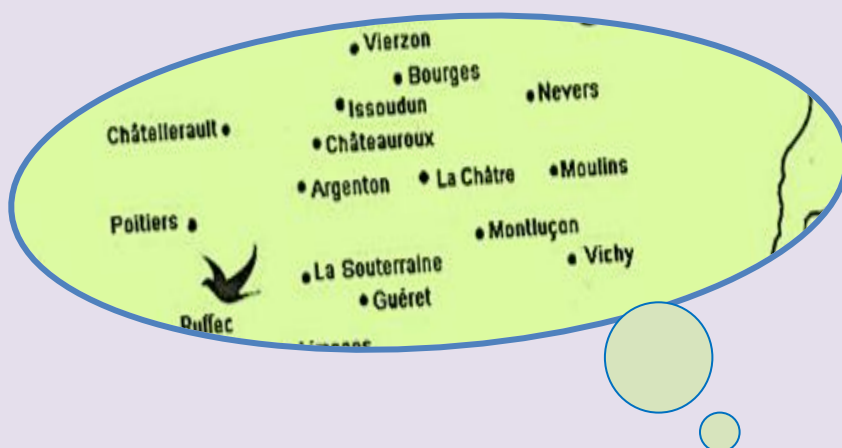 Vierzon
Bourges
Nevers
Issoudun
Châtellerault
Châteauroux
Argenton
La Châtre
Moulins
Poitiers
Montluçon
Vichy
La Souterraine
Guéret
Ruffec